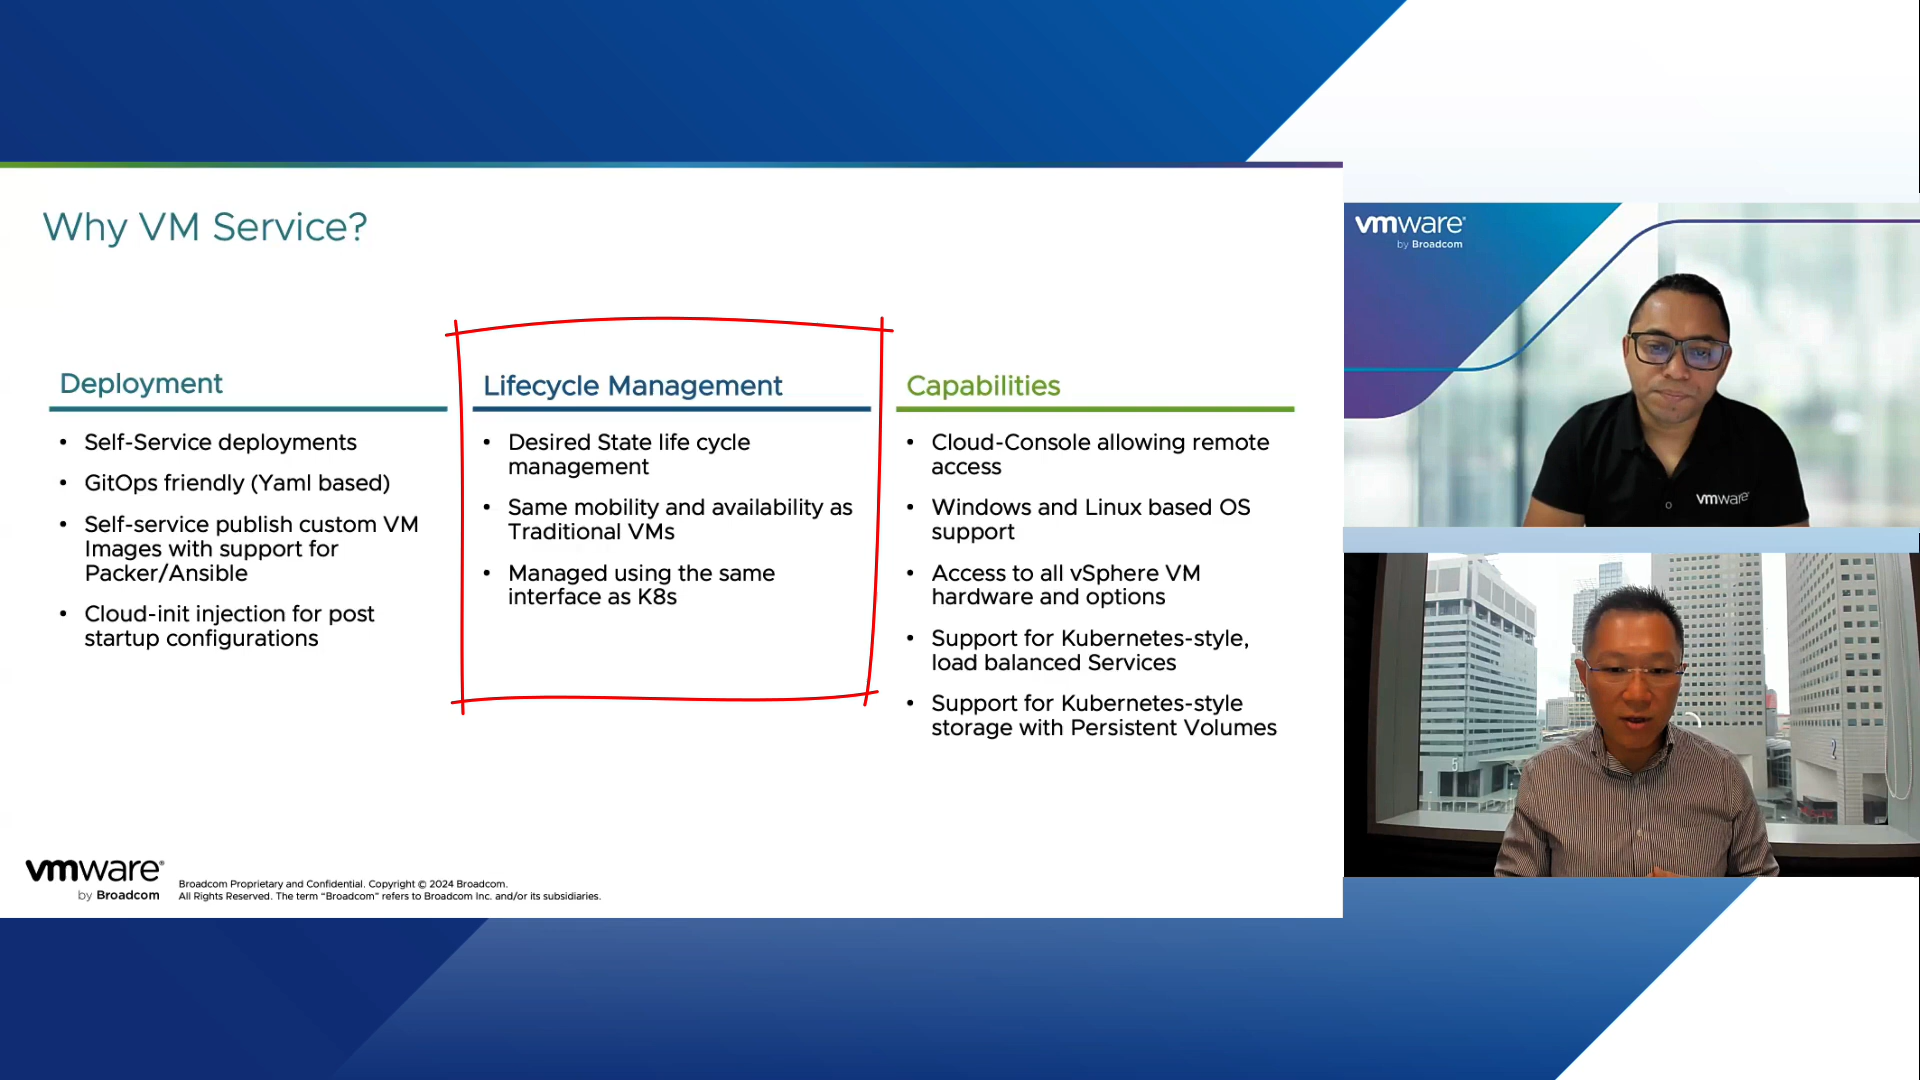 Why VM Service?
Deployment
• Self-Service deployments
• GitOps friendly (Yaml based)
• Self-service publish custom VM
Images with support for
Packer/Ansible
• Cloud-init injection for post
startup configurations
Lifecycle Management
• Desired State life cycle
management
• Same mobility and availability as
Traditional VMs
• Managed using the same
interface as K8s
Capabilities
• Cloud-Console allowing remote
access
• Windows and Linux based OS
support
• Access to all vSphere VM
hardware and options
• Support for Kubernetes-style,
load balanced Services
• Support for Kubernetes-style
storage with Persistent Volumes
vmware®
by Broadcom
Broadcom Proprietary and Confidential. Copyright © 2024 Broadcom.
All Rights Reserved. The term “Broadcom” refers to Broadcom Inc. and/or its subsidiaries.
vmware®
by Broadcom
vmware®
5
2